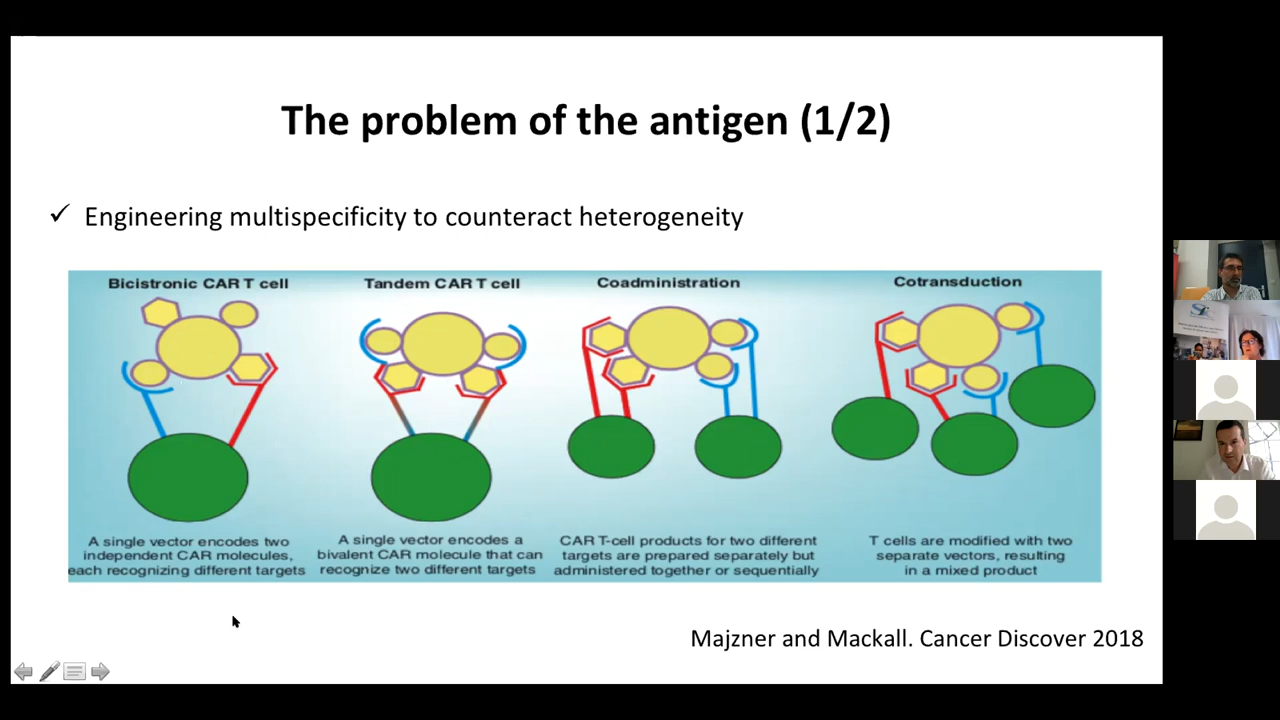 The problem of the antigen (1/2)
✓ Engineering multispecificity to counteract heterogeneity
Bicistronic CAR T cell
A single vector encodes two
independent CAR molecules,
each recognizing different targets
Tandem CAR T cell
A single vector encodes a
bivalent CAR molecule that can
recognize two different targets
Coadministration
CAR T-cell products for two different
targets are prepared separately but
administered together or sequentially
Cotransduction
T cells are modified with two
separate vectors, resulting
in a mixed product
Majzner and Mackall. Cancer Discover 2018